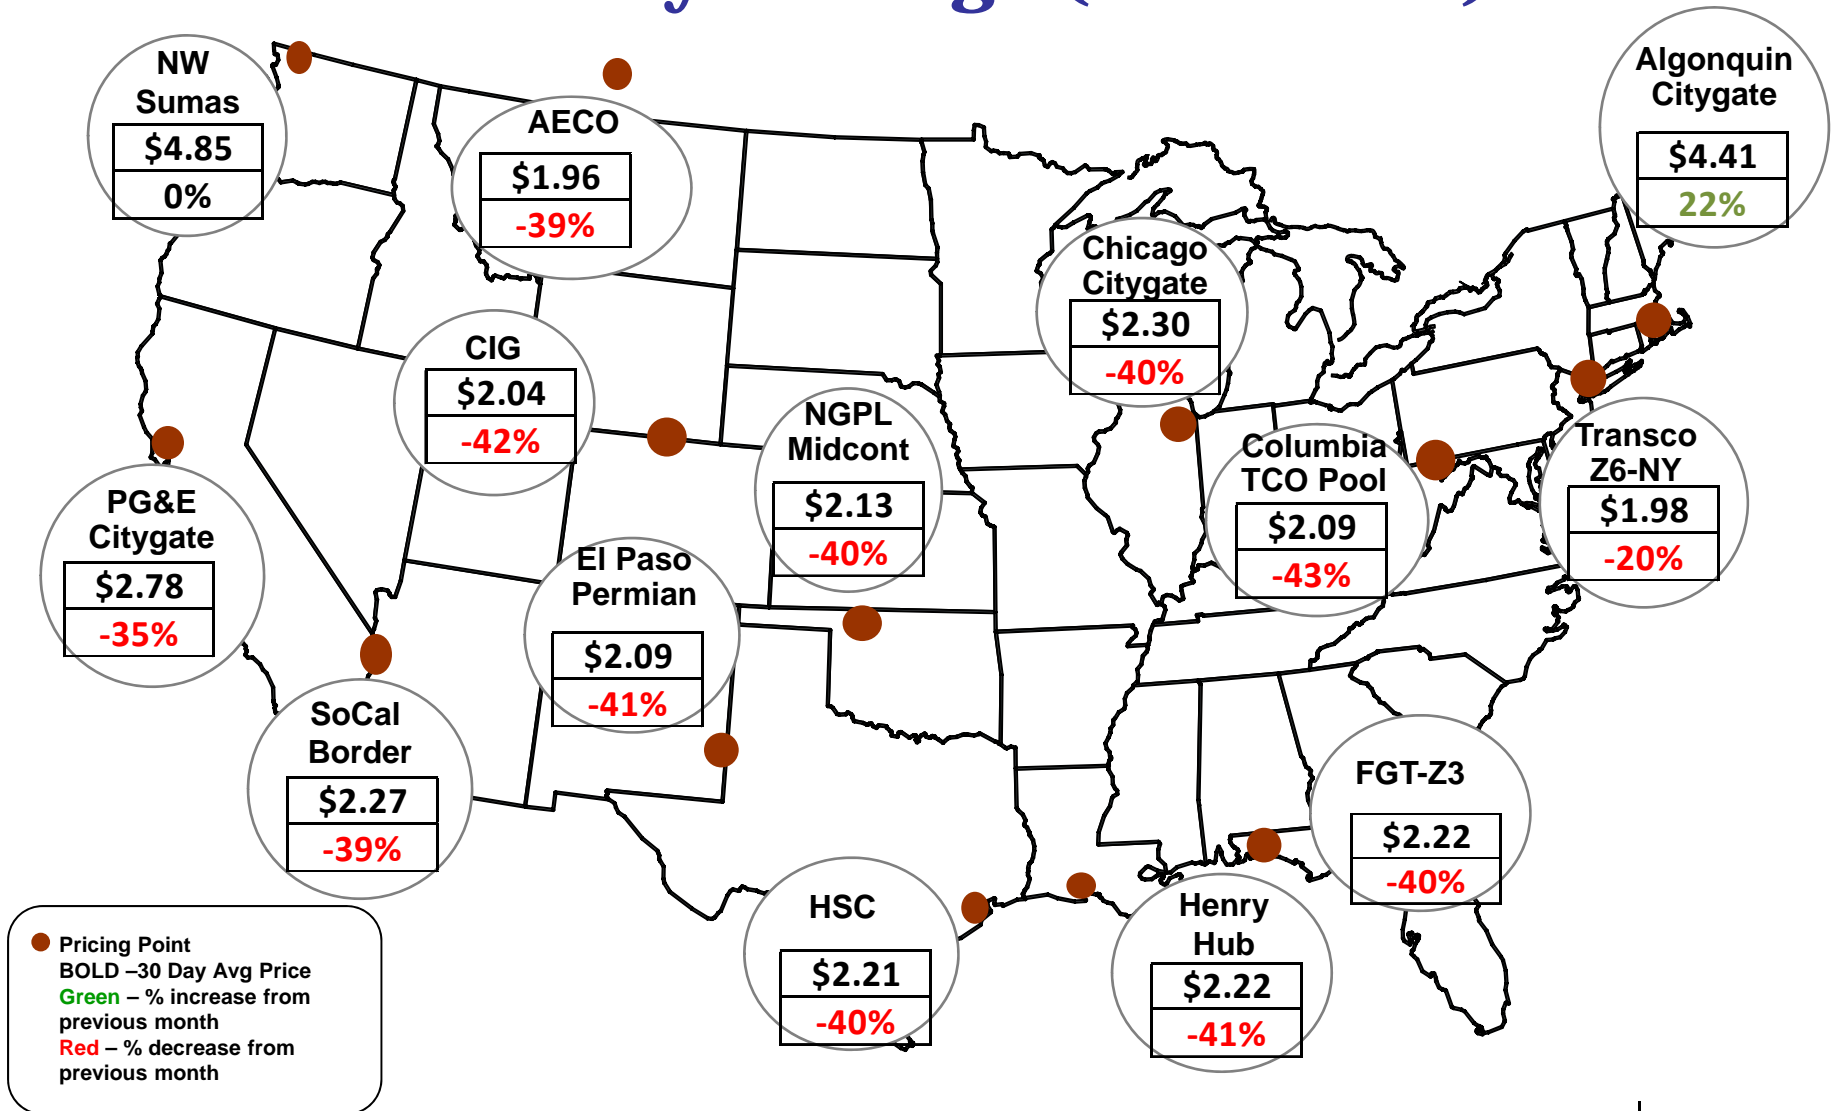 NW
Sumas
$4.85
0%
AECO
$1.96
-39%
Algonquin
Citygate
$4.41
22%
Chicago
Citygate
$2.30
-40%
CIG
$2.04
-42%
NGPL
Midcont
$2.13
-40%
Columbia
TCO Pool
$2.09
-43%
Transco
Z6-NY
$1.98
-20%
PG&E
Citygate
$2.78
-35%
El Paso
Permian
$2.09
-41%
SoCal
Border
$2.27
-39%
FGT-Z3
$2.22
-40%
HSC
$2.21
-40%
Henry
Hub
$2.22
-41%
Pricing Point
BOLD –30 Day Avg Price
Green – % increase from
previous month
Red – % decrease from
previous month